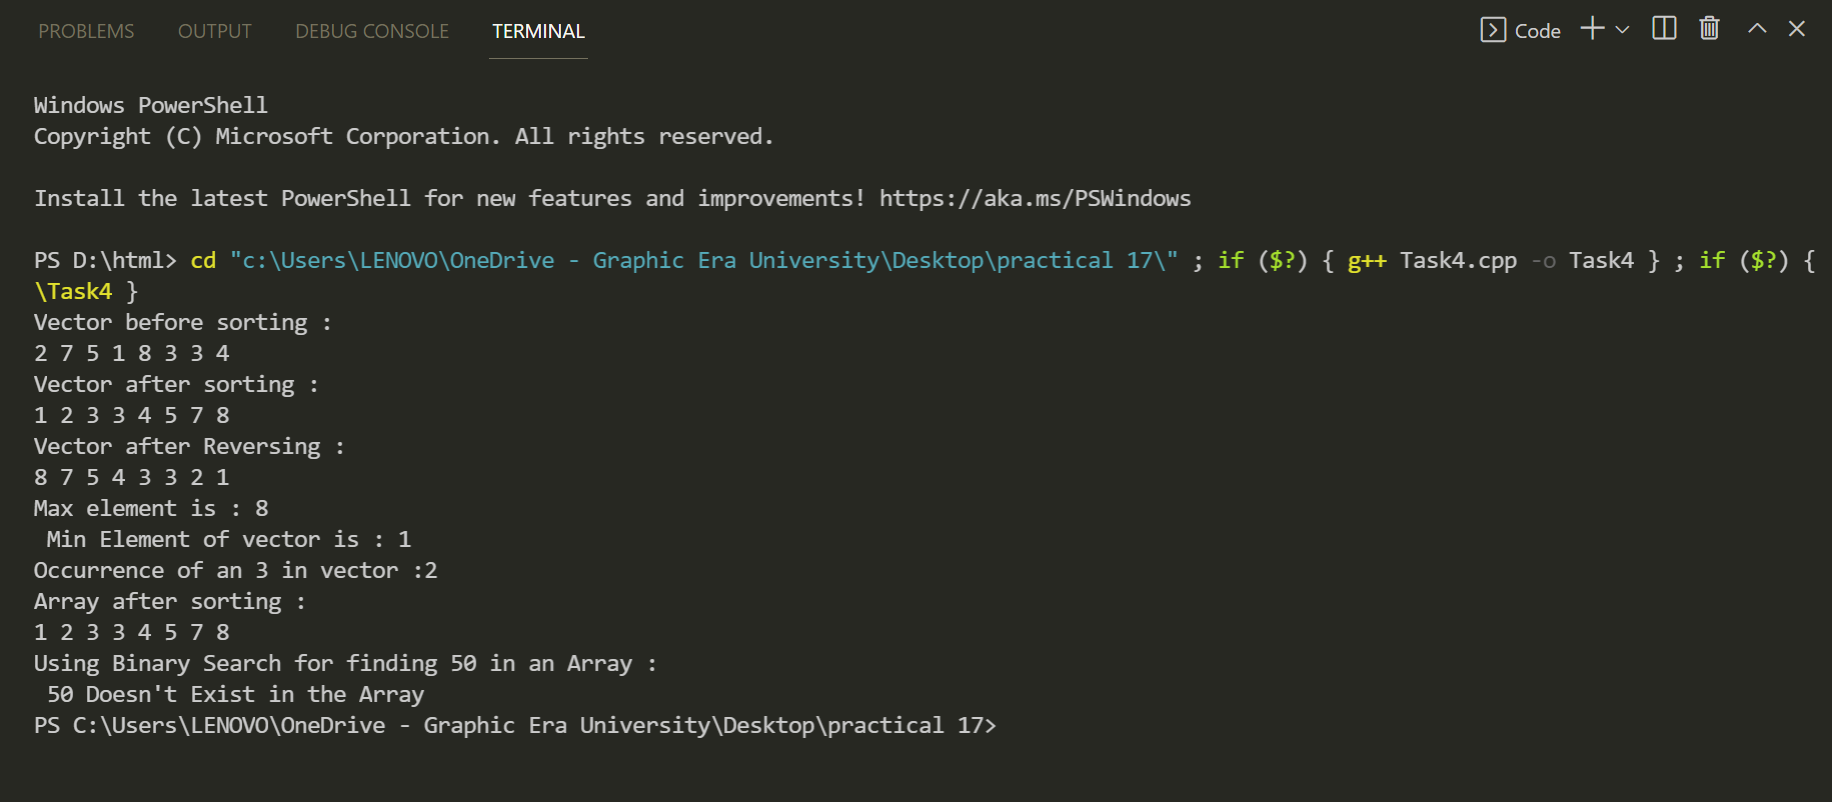 PROBLEMS OUTPUT DEBUG CONSOLE TERMINAL Code
Windows PowerShell
Copyright (C) Microsoft Corporation. All rights reserved.
Install the latest PowerShell for new features and improvements! https://aka.ms/PSWindows
PS D:\html> cd "c:\Users\LENOVO\OneDrive - Graphic Era University\Desktop\practical 17\" ; if ($?) { g++ Task4.cpp -o Task4 } ; if ($?) {
\Task4 }
Vector before sorting :
2 7 5 1 8 3 3 4
Vector after sorting :
1 2 3 3 4 5 7 8
Vector after Reversing :
8 7 5 4 3 3 2 1
Max element is : 8
Min Element of vector is : 1
Occurrence of an 3 in vector :2
Array after sorting :
1 2 3 3 4 5 7 8
Using Binary Search for finding 50 in an Array :
50 Doesn't Exist in the Array
PS C:\Users\LENOVO\OneDrive - Graphic Era University\Desktop\practical 17>